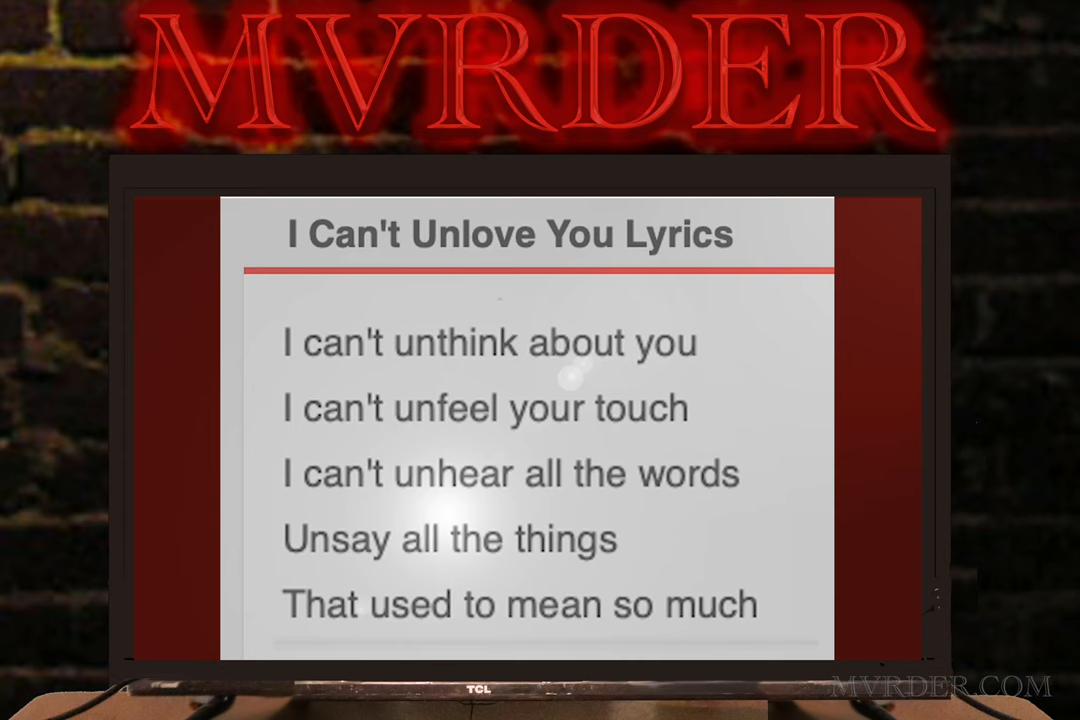 MVRDER
I Can't Unlove You Lyrics
I can't unthink about you
I can't unfeel your touch
I can't unhear all the words
Unsay all the things
That used to mean so much
TCL
MVRDER.COM